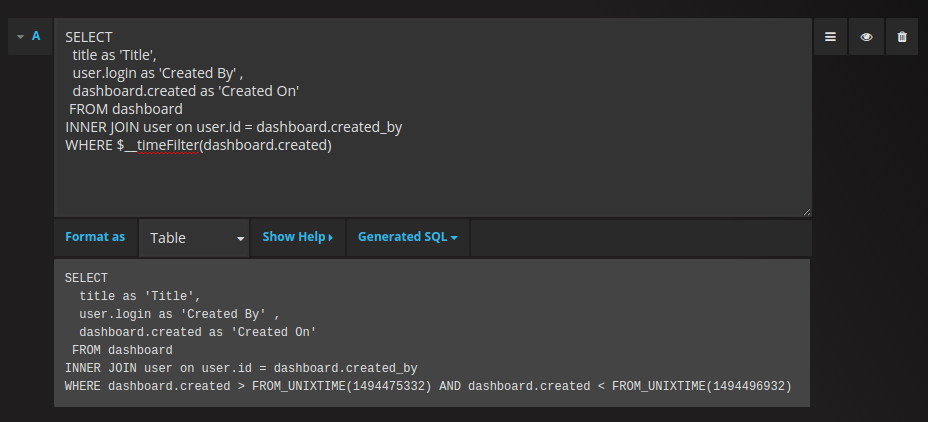 A
SELECT
title as 'Title',
user.login as 'Created By' ,
dashboard.created as 'Created On'
FROM dashboard
INNER JOIN user on user.id = dashboard.created_by
WHERE $__timeFilter(dashboard.created)
Format as Table Show Help Generated SQL
SELECT
title as 'Title',
user.login as 'Created By' ,
dashboard.created as 'Created On'
FROM dashboard
INNER JOIN user on user.id = dashboard.created_by
WHERE dashboard.created > FROM_UNIXTIME(1494475332) AND dashboard.created < FROM_UNIXTIME(1494496932)